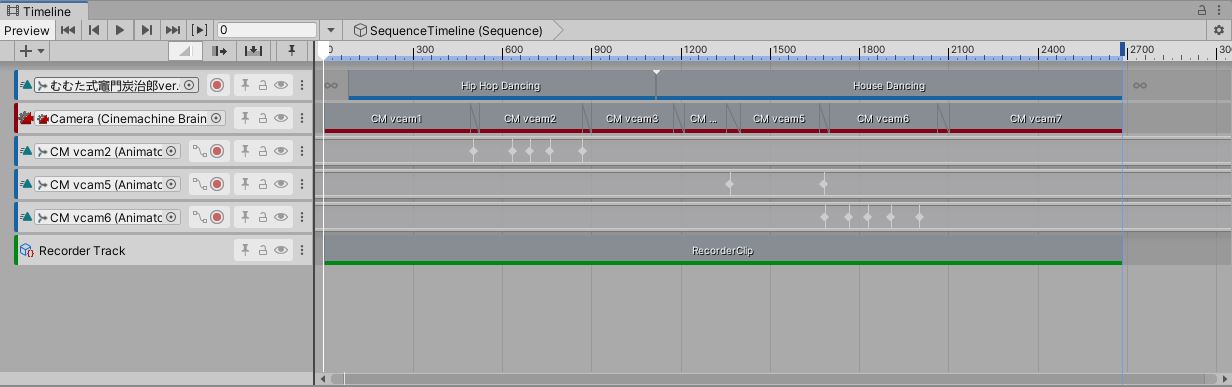 Timeline
Preview 0 SequenceTimeline (Sequence)
0 300 600 900 1200 1500 1800 2100 2400 2700 300
むむた式竈門炭治郎ver. Hip Hop Dancing House Dancing
Camera (Cinemachine Brain CM vcam1 CM vcam2 CM vcam3 CM ... CM vcam5 CM vcam6 CM vcam7
CM vcam2 (Animato
CM vcam5 (Animato
CM vcam6 (Animato
Recorder Track RecorderClip